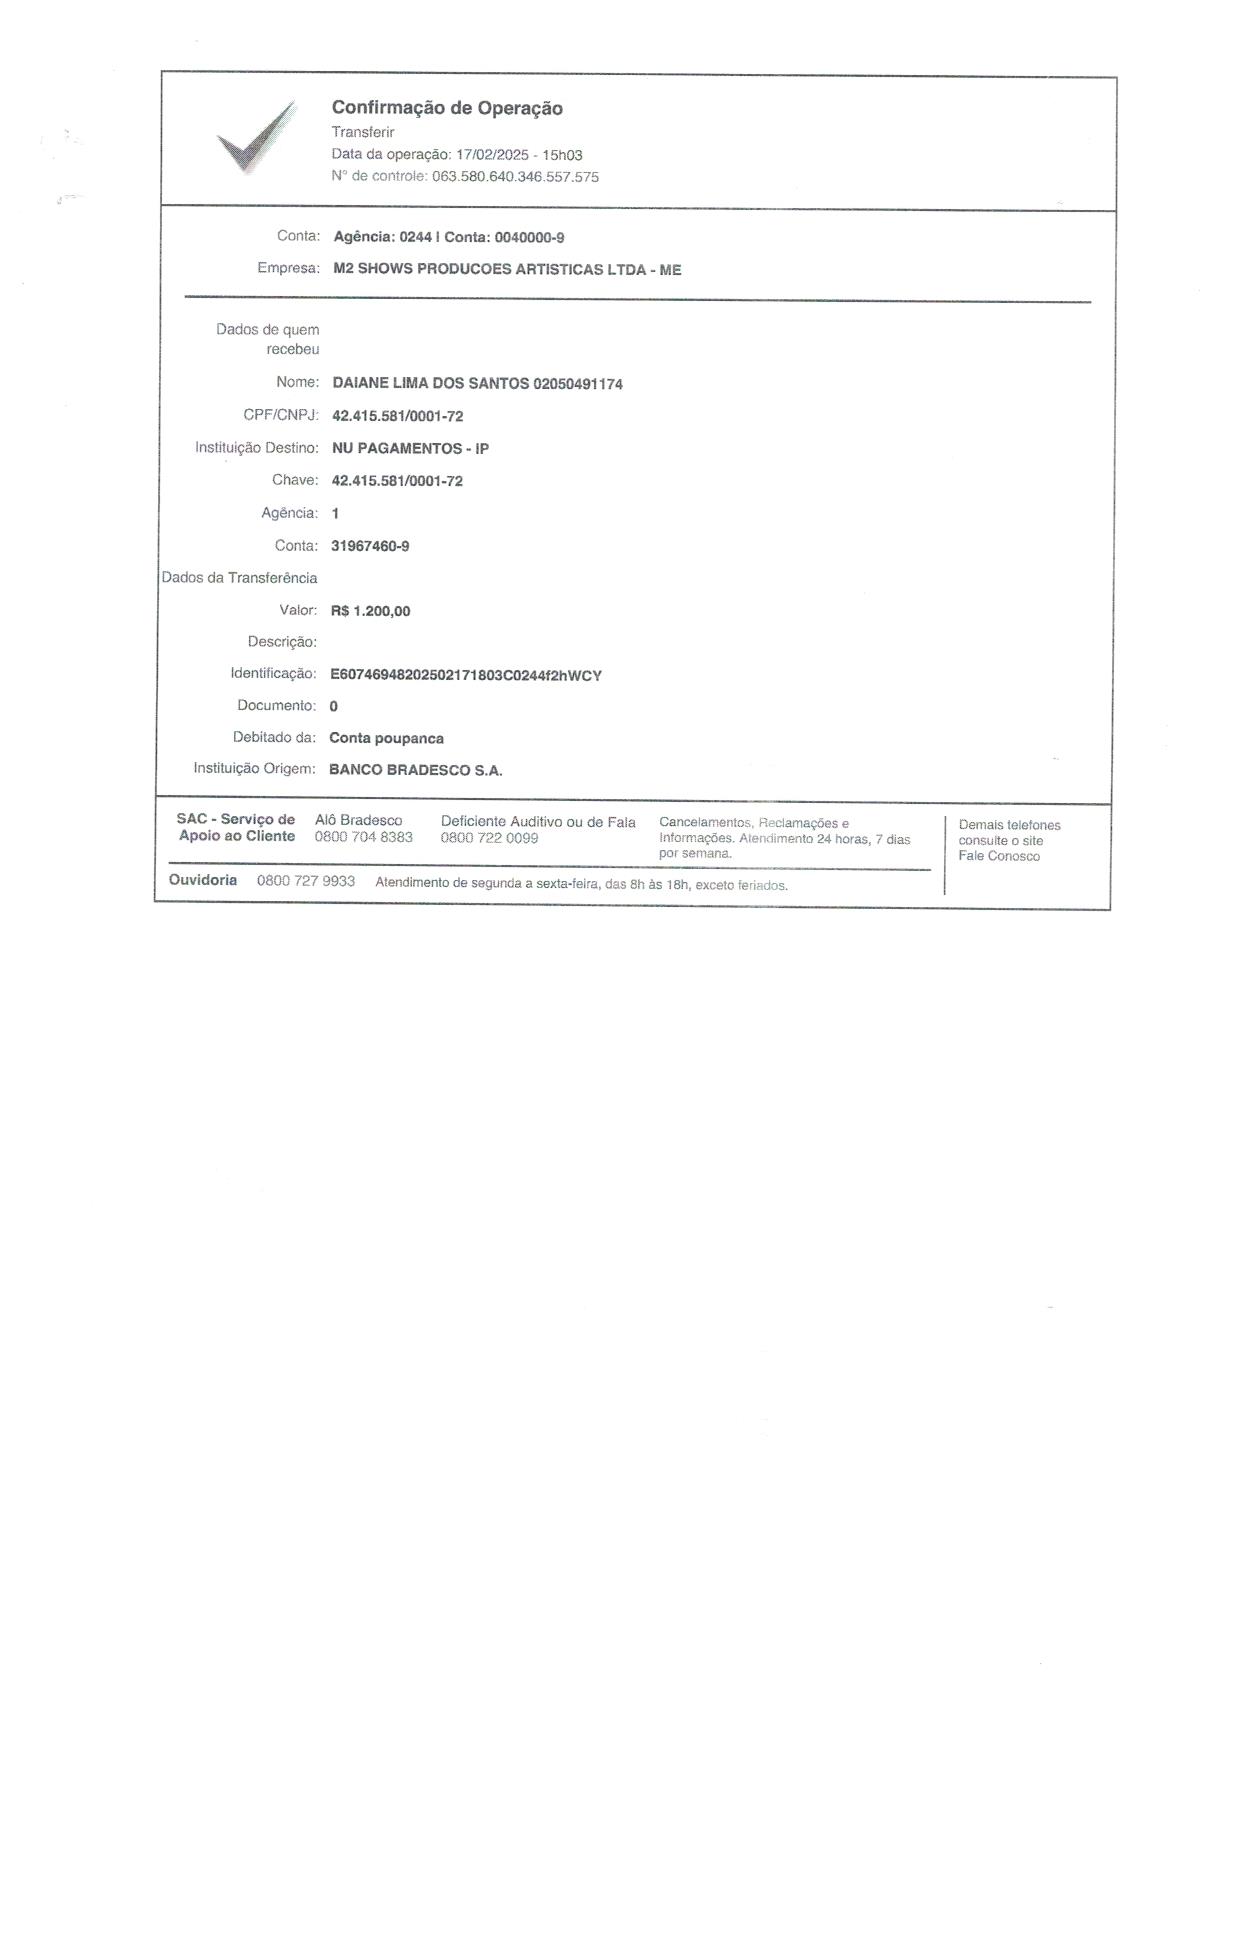 Confirmação de Operação
Transferir
Data da operação: 17/02/2025 - 15h03
N° de controle: 063.580.640.346.557.575
Conta: Agência: 0244 | Conta: 0040000-9
Empresa: M2 SHOWS PRODUCOES ARTISTICAS LTDA - ME
Dados de quem
recebeu
Nome: DAIANE LIMA DOS SANTOS 02050491174
CPF/CNPJ: 42.415.581/0001-72
Instituição Destino: NU PAGAMENTOS - IP
Chave: 42.415.581/0001-72
Agência: 1
Conta: 31967460-9
Dados da Transferência
Valor: R$ 1.200,00
Descrição:
Identificação: E60746948202502171803C0244f2hWCY
Documento: 0
Debitado da: Conta poupanca
Instituição Origem: BANCO BRADESCO S.A.
SAC - Serviço de
Apoio ao Cliente
Alô Bradesco
0800 704 8383
Deficiente Auditivo ou de Fala
0800 722 0099
Cancelamentos, Reclamações e
Informações. Atendimento 24 horas, 7 dias
por semana.
Demais telefones
consulte o site
Fale Conosco
Ouvidoria 0800 727 9933 Atendimento de segunda a sexta-feira, das 8h às 18h, exceto feriados.